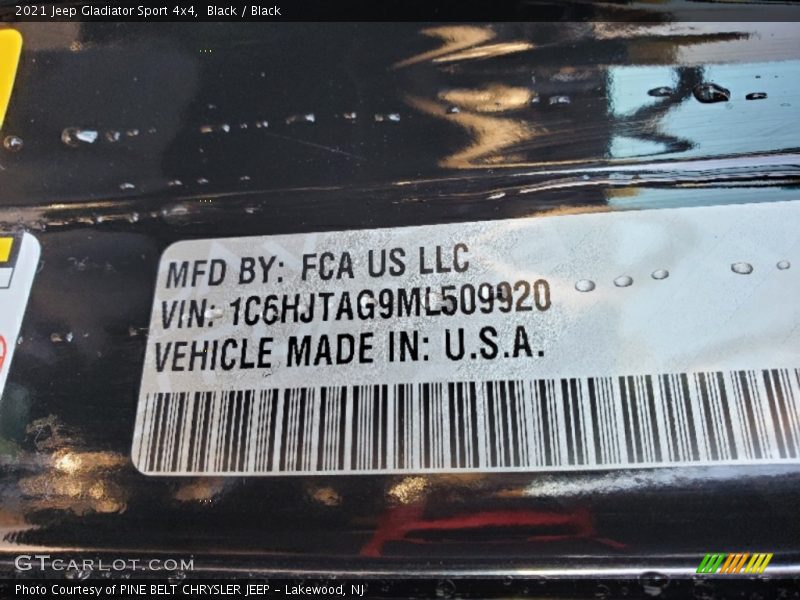 2021 Jeep Gladiator Sport 4x4,  Black / Black
MFD BY: FCA US LLC
VIN: 1C6HJTAG9ML509920
VEHICLE MADE IN: U.S.A.
GTCARLOT.COM
Photo Courtesy of PINE BELT CHRYSLER JEEP - Lakewood, NJ